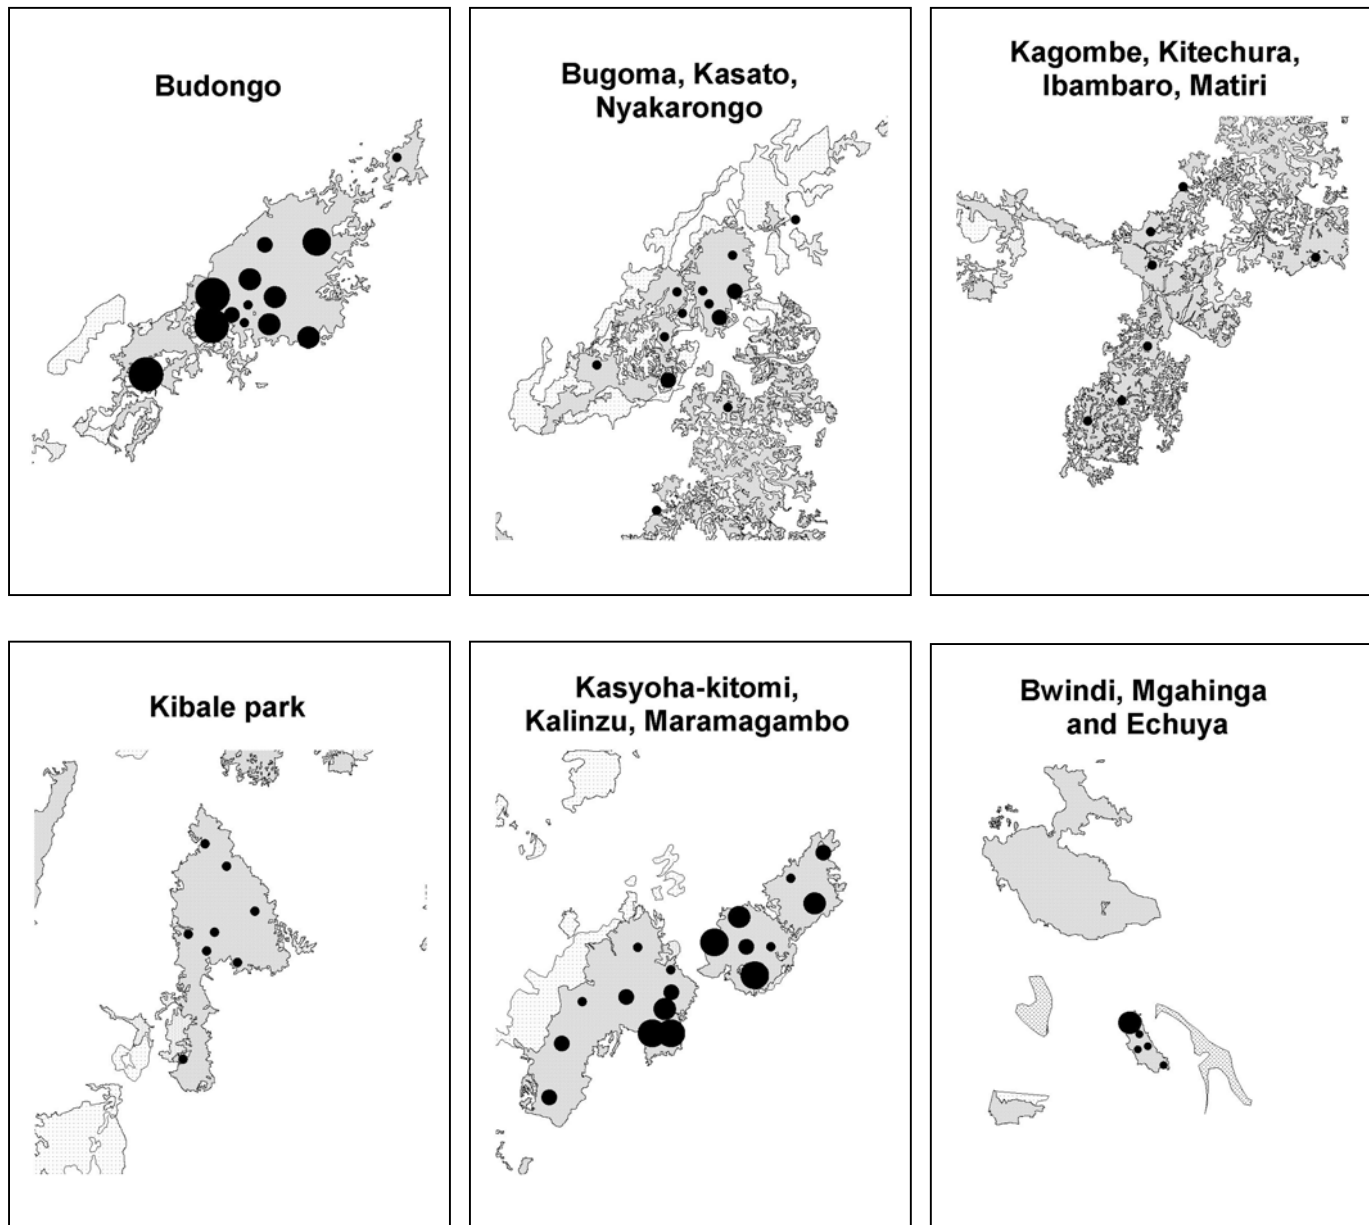 Budongo
Bugoma, Kasato,
Nyakarongo
Kagombe, Kitechura,
Ibambaro, Matiri
Kibale park
Kasyoha-kitomi,
Kalinzu, Maramagambo
Bwindi, Mgahinga
and Echuya